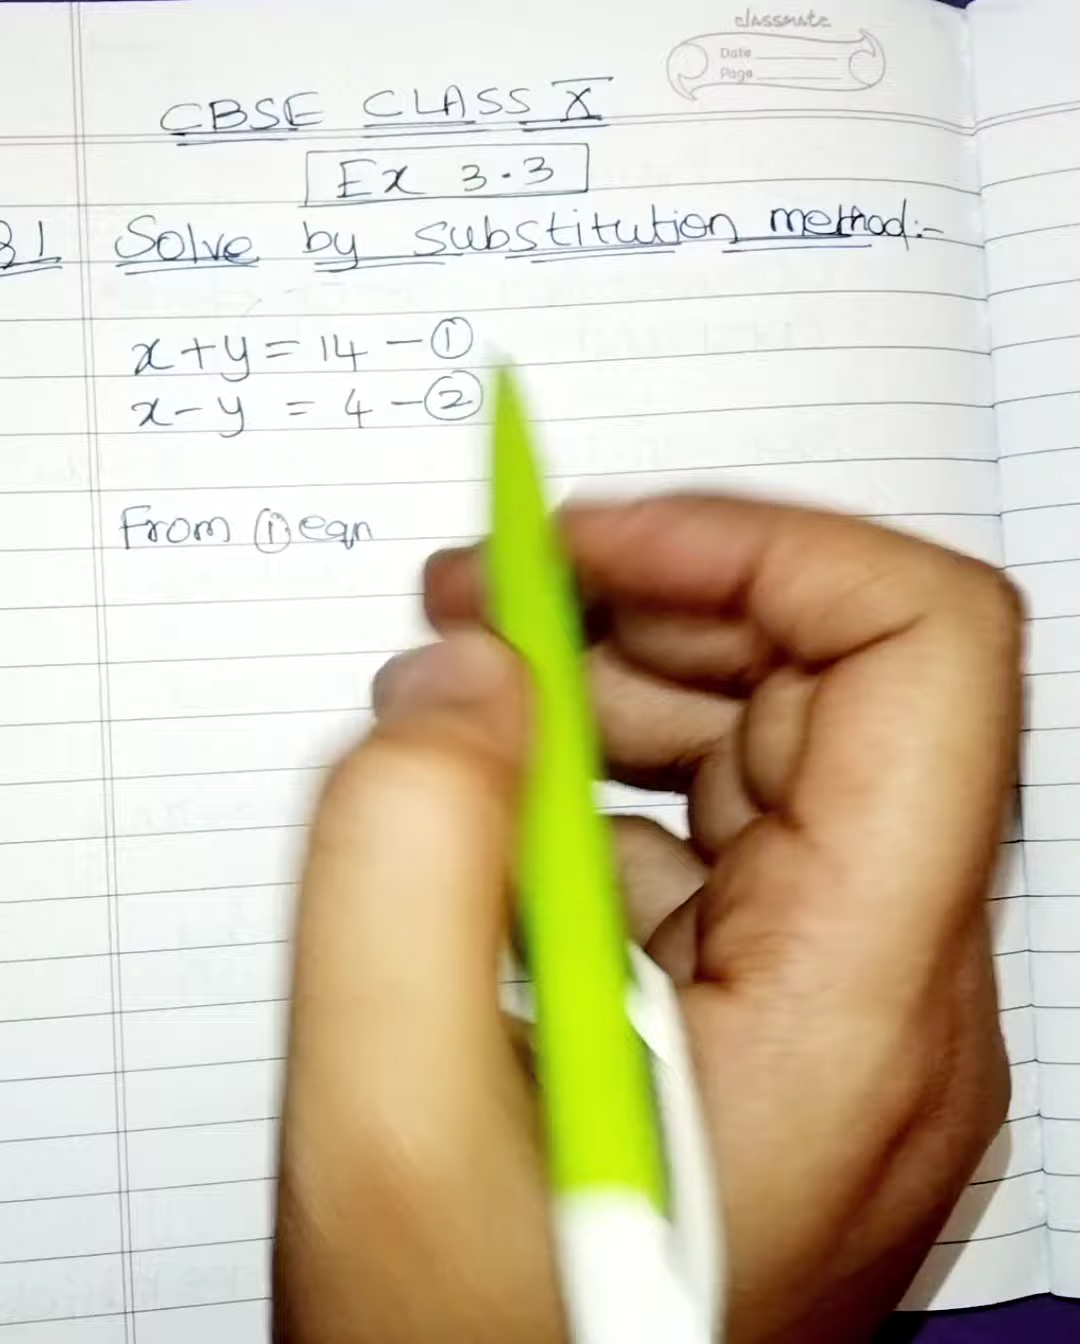 classmate
Date
Page
CBSE CLASS X
Ex 3.3
Solve by substitution method:-
x+y = 14 - ①
x-y = 4 - ②
From ① eqn